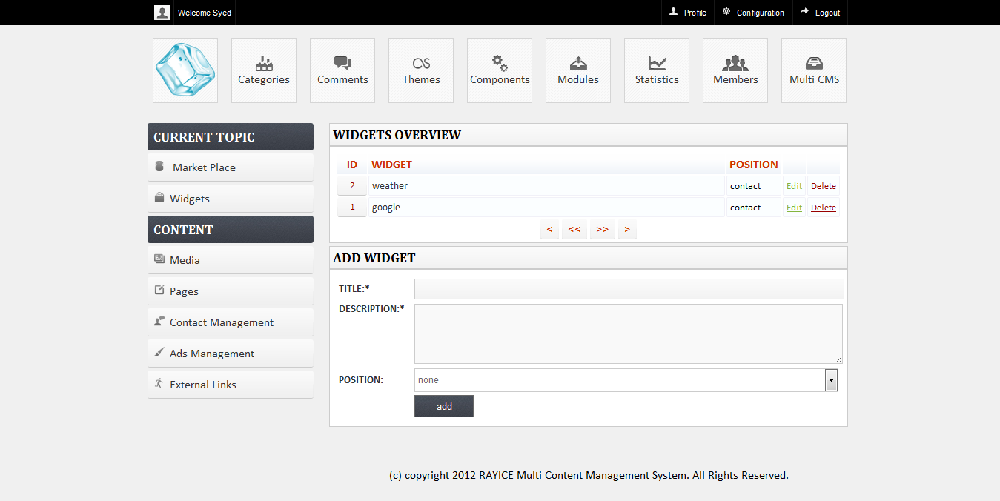 Welcome Syed Profile Configuration Logout
Categories Comments Themes Components Modules Statistics Members Multi CMS
CURRENT TOPIC
Market Place
Widgets
CONTENT
Media
Pages
Contact Management
Ads Management
External Links
WIDGETS OVERVIEW
ID WIDGET POSITION
2 weather contact Edit Delete
1 google contact Edit Delete
< << >> >
ADD WIDGET
TITLE:*
DESCRIPTION:*
POSITION: none
add
(c) copyright 2012 RAYICE Multi Content Management System. All Rights Reserved.